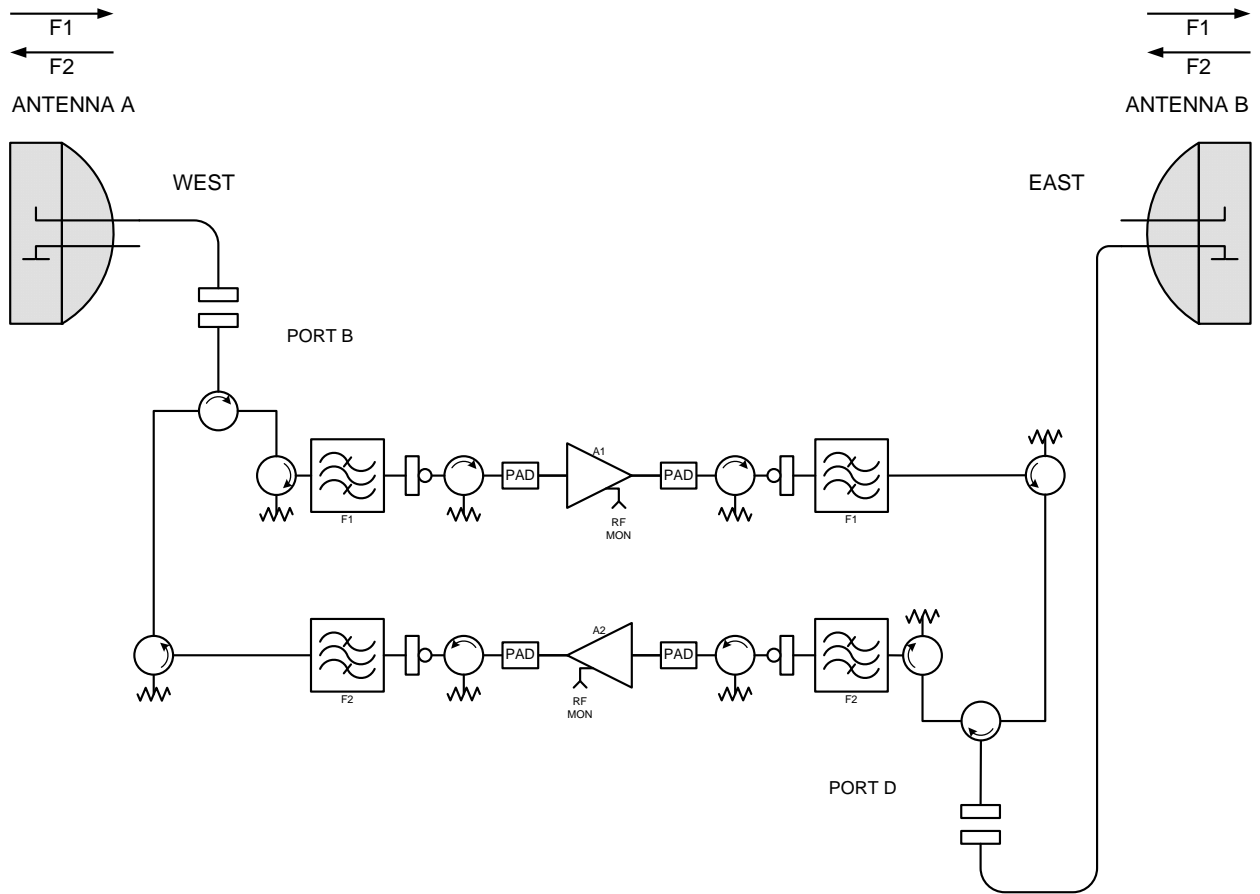 F1
F2
ANTENNA A
F1
F2
ANTENNA B
WEST
EAST
PORT B
A1
PAD
PAD
RF
MON
F1
F1
A2
PAD
PAD
RF
MON
F2
F2
PORT D